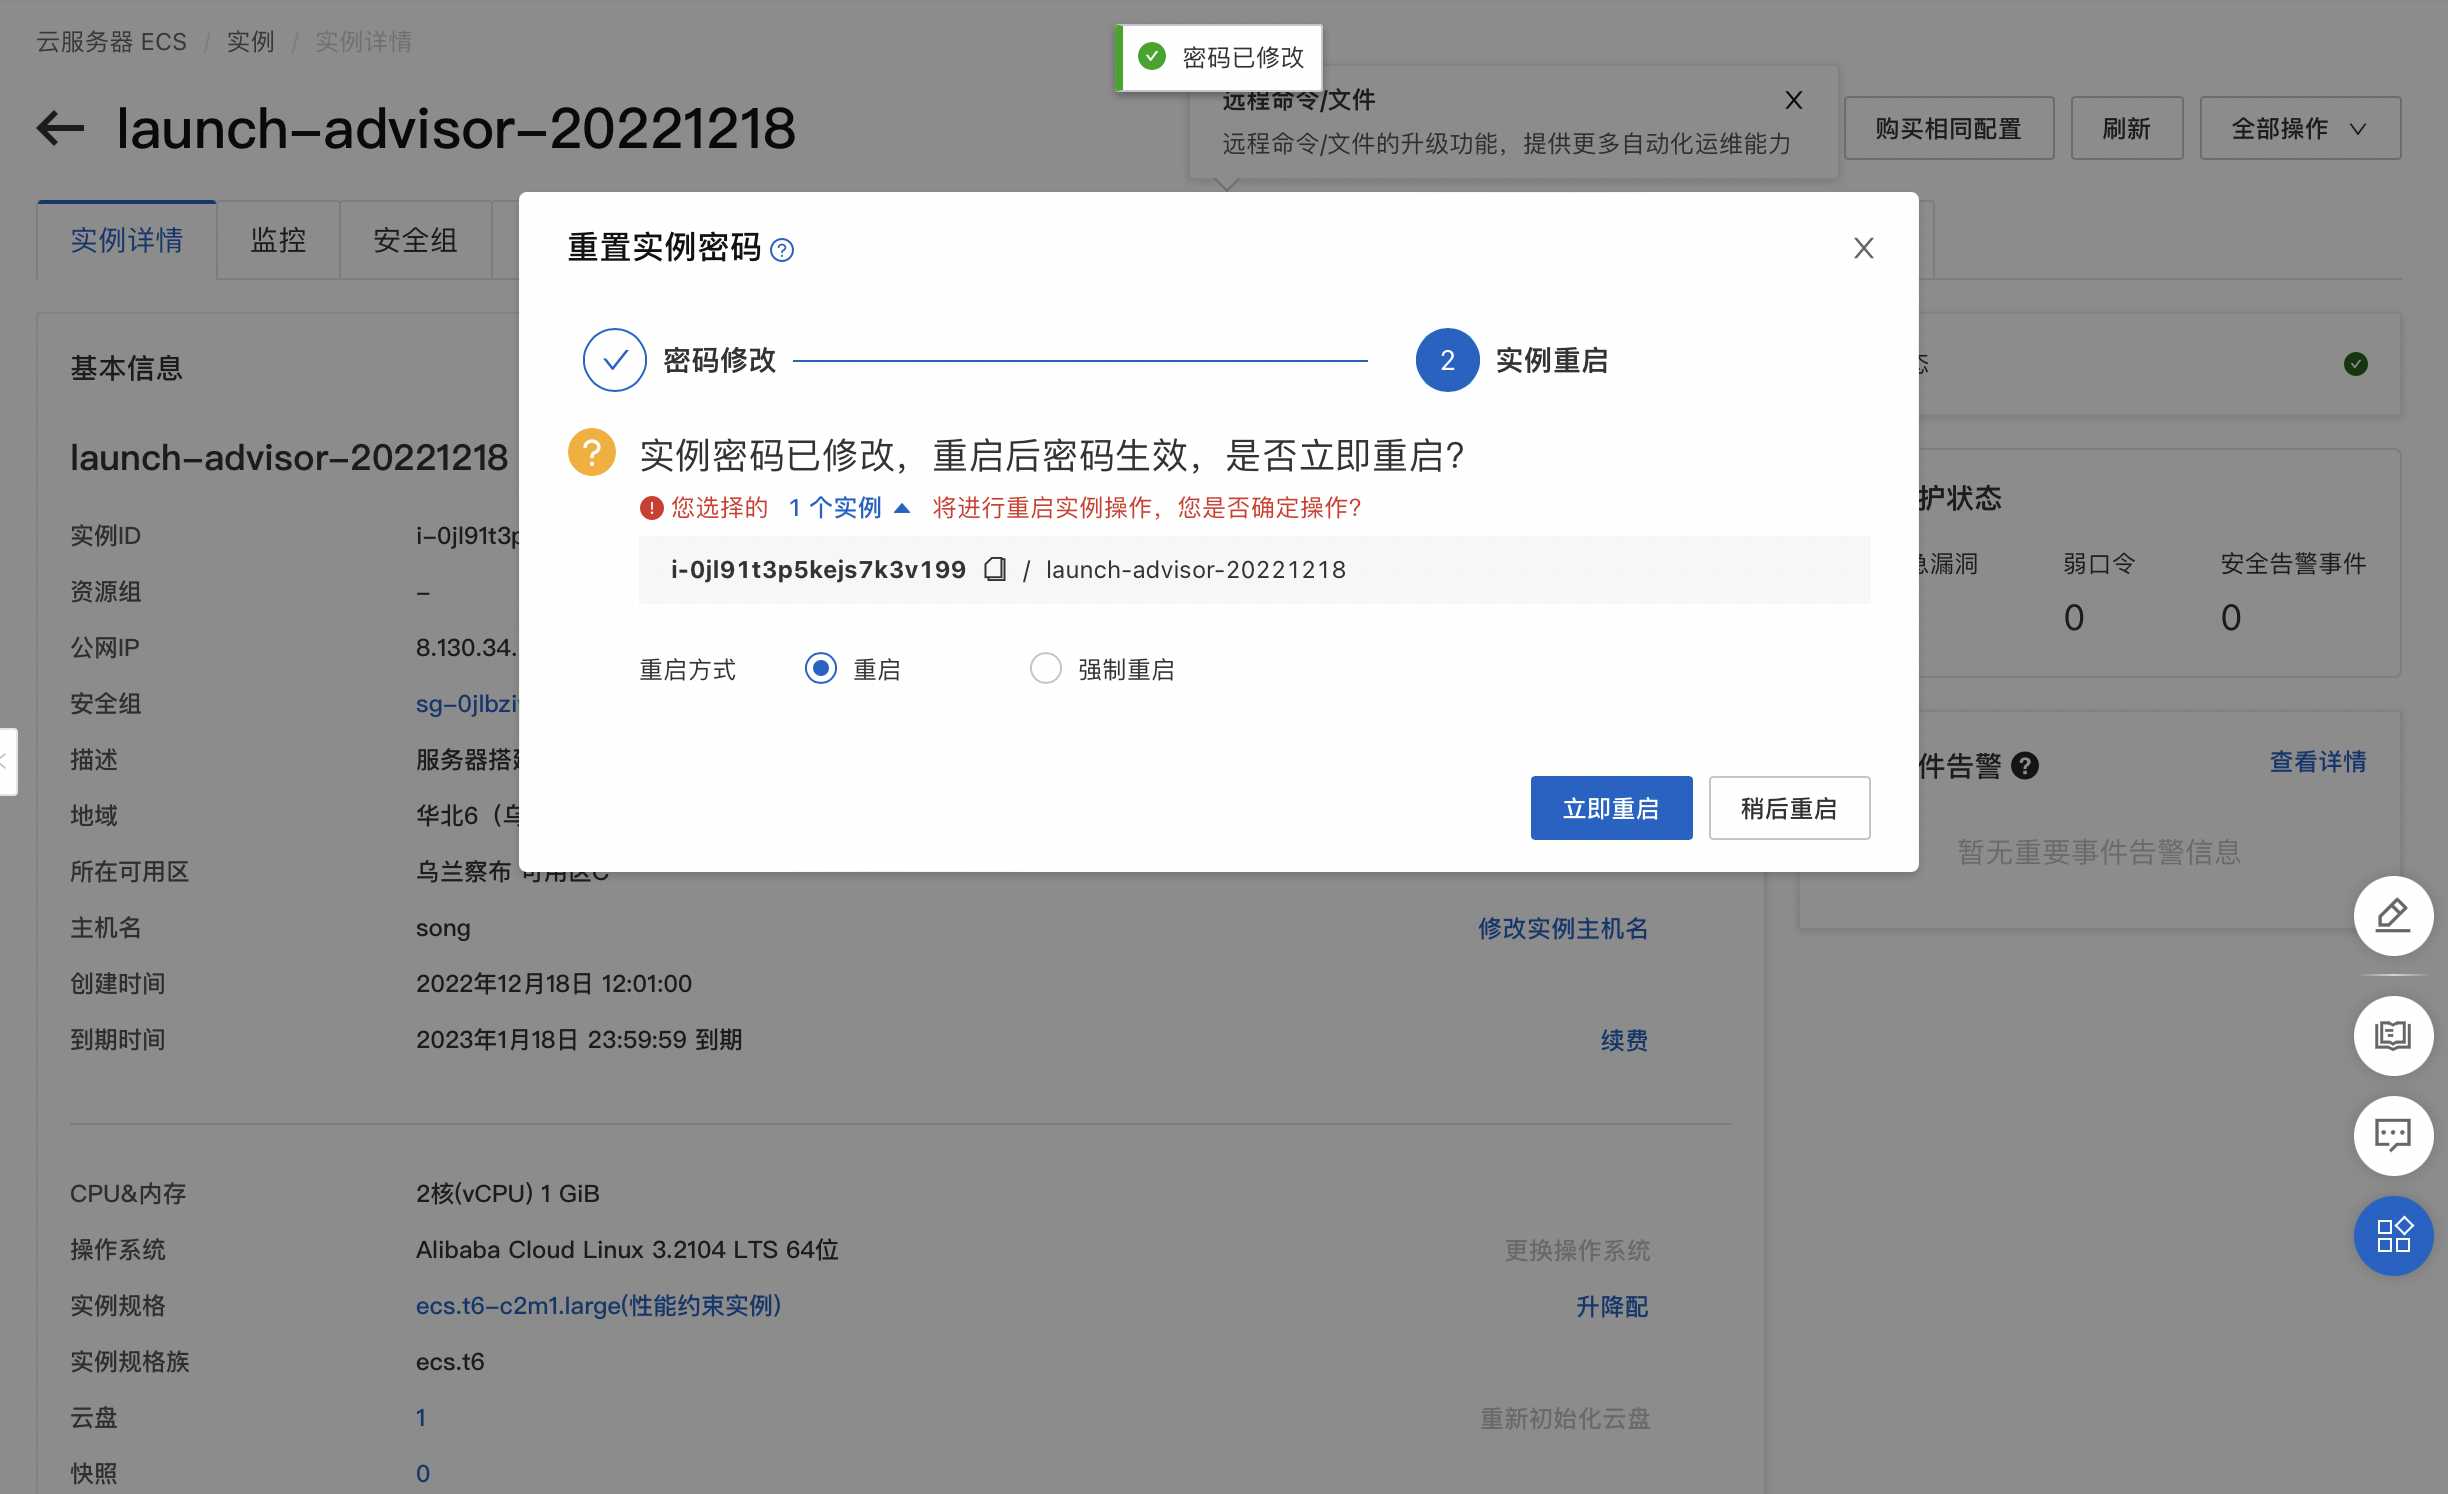 云服务器 ECS / 实例 / 实例详情
密码已修改
launch-advisor-20221218
远程命令/文件
远程命令/文件的升级功能，提供更多自动化运维能力
购买相同配置
刷新
全部操作
实例详情
监控
安全组
重置实例密码
密码修改
2 实例重启
实例密码已修改，重启后密码生效，是否立即重启？
您选择的 1 个实例 将进行重启实例操作，您是否确定操作？
i-0jl91t3p5kejs7k3v199 / launch-advisor-20221218
重启方式
重启
强制重启
立即重启
稍后重启
基本信息
launch-advisor-20221218
实例ID
i-0jl91t3p
资源组
-
公网IP
8.130.34.
安全组
sg-0jlbzi
描述
服务器搭
地域
华北6（乌
所在可用区
乌兰察布 可用区C
主机名
song
修改实例主机名
创建时间
2022年12月18日 12:01:00
到期时间
2023年1月18日 23:59:59 到期
续费
CPU&内存
2核(vCPU) 1 GiB
操作系统
Alibaba Cloud Linux 3.2104 LTS 64位
更换操作系统
实例规格
ecs.t6-c2m1.large(性能约束实例)
升降配
实例规格族
ecs.t6
云盘
1
重新初始化云盘
快照
0
护状态
漏洞
弱口令
安全告警事件
0
0
件告警
查看详情
暂无重要事件告警信息